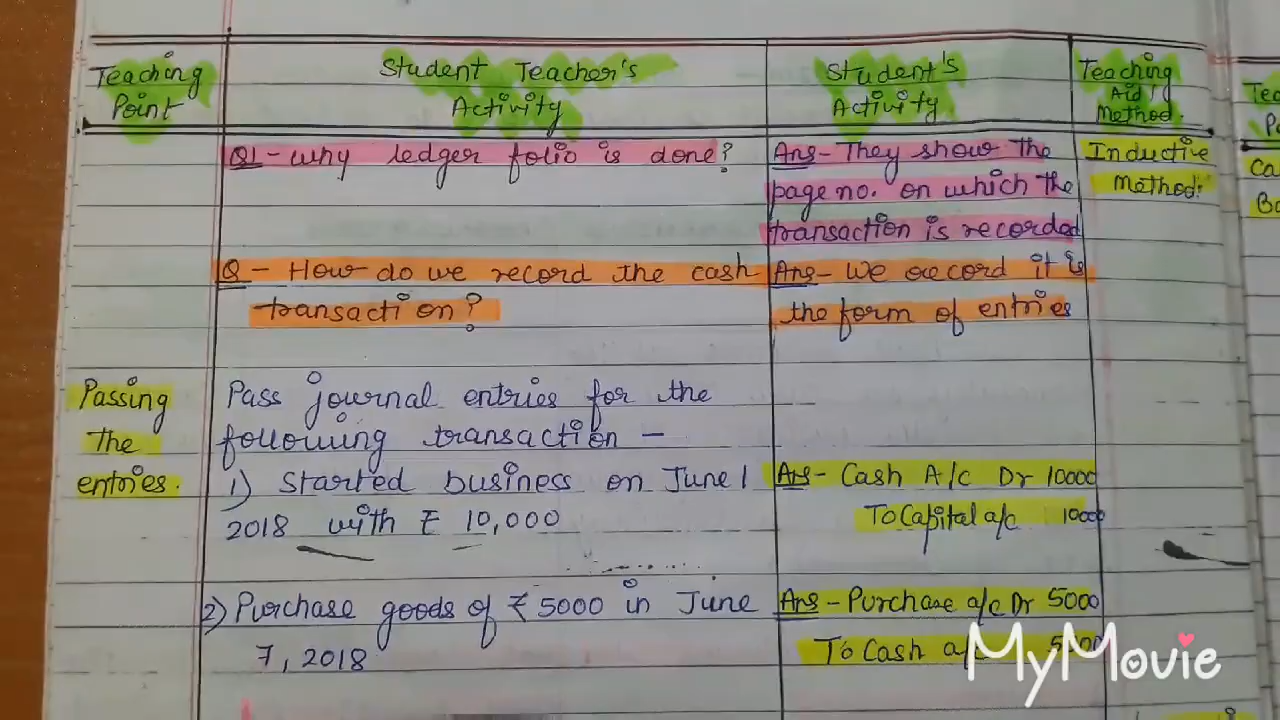 Teaching Point
Student Teacher's Activity
Student's Activity
Teaching Aid/ Method.
Q1 - Why ledger folio is done?
Ans - They show the
page no. on which the
transaction is recorded
Inductive
Method.
Q - How do we record the cash
transaction?
Ans - We record it is
the form of entries
Passing
the
entries.
Pass journal entries for the
following transaction -
1) Started business on June 1
2018 with ₹ 10,000
Ans - Cash A/c Dr 10000
To Capital a/c 10000
2) Purchase goods of ₹ 5000 in June
7, 2018
Ans - Purchase a/c Dr 5000
To Cash a/c 5000
MyMovie